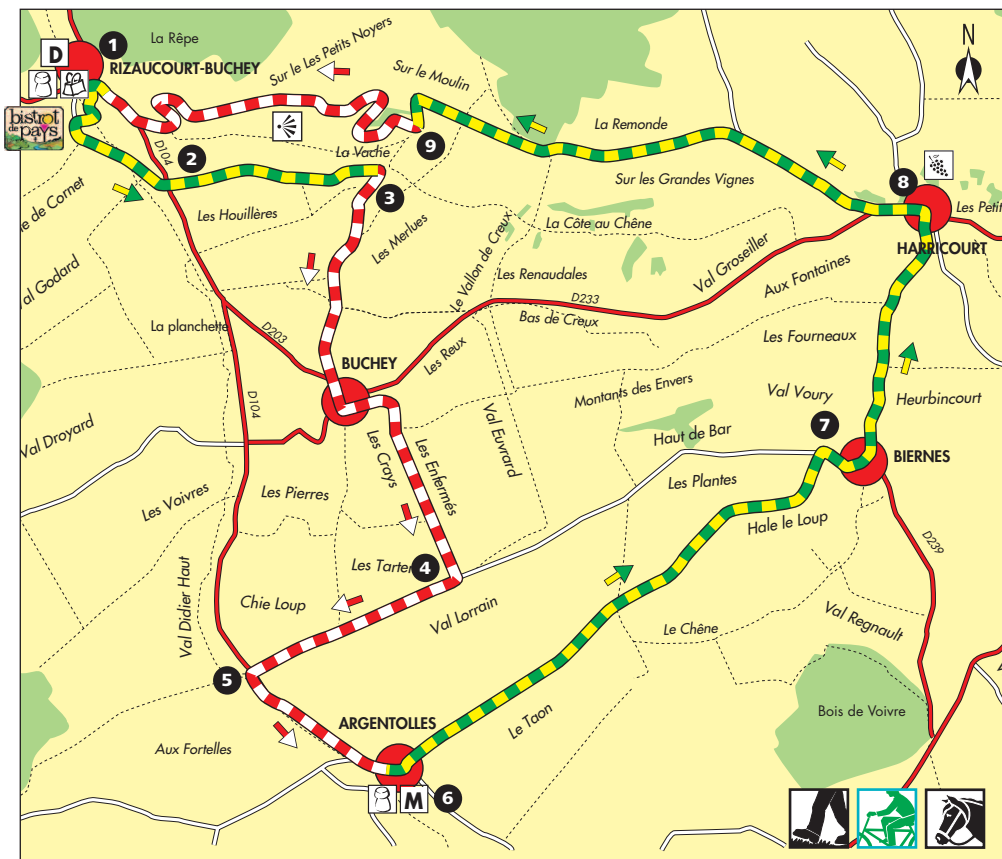 La Rêpe
1
D
RIZAUCOURT-BUCHEY
Sur le Les Petits Noyers
Sur le Moulin
N
bistrot
de pays
D104
2
La Vache
9
La Remonde
Sur les Grandes Vignes
8
Les Petit
HARRICOURT
de Cornet
3
Les Houillères
Les Merlues
Le Vallon de Creux
La Côte au Chêne
Val Groseiller
Aux Fontaines
al Godard
Les Renaudales
D233
Bas de Creux
La planchette
D203
Les Reux
Les Fourneaux
BUCHEY
Montants des Envers
Val Voury
Heurbincourt
D104
Val Droyard
Les Crays
Les Enfermés
Val Euvrard
Haut de Bar
7
BIERNES
Les Voivres
Les Pierres
Les Plantes
Hale le Loup
D239
Les Tarter
4
Val Didier Haut
Chie Loup
Val Lorrain
Le Chêne
Val Regnault
5
ARGENTOLLES
Le Taon
Bois de Voivre
Aux Fortelles
M
6